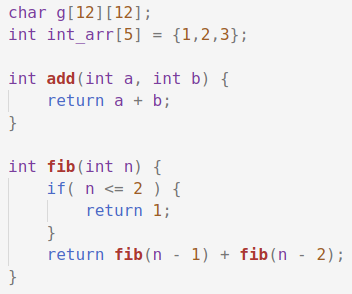 char g[12][12];
int int_arr[5] = {1,2,3};

int add(int a, int b) {
    return a + b;
}

int fib(int n) {
    if( n <= 2 ) {
        return 1;
    }
    return fib(n - 1) + fib(n - 2);
}